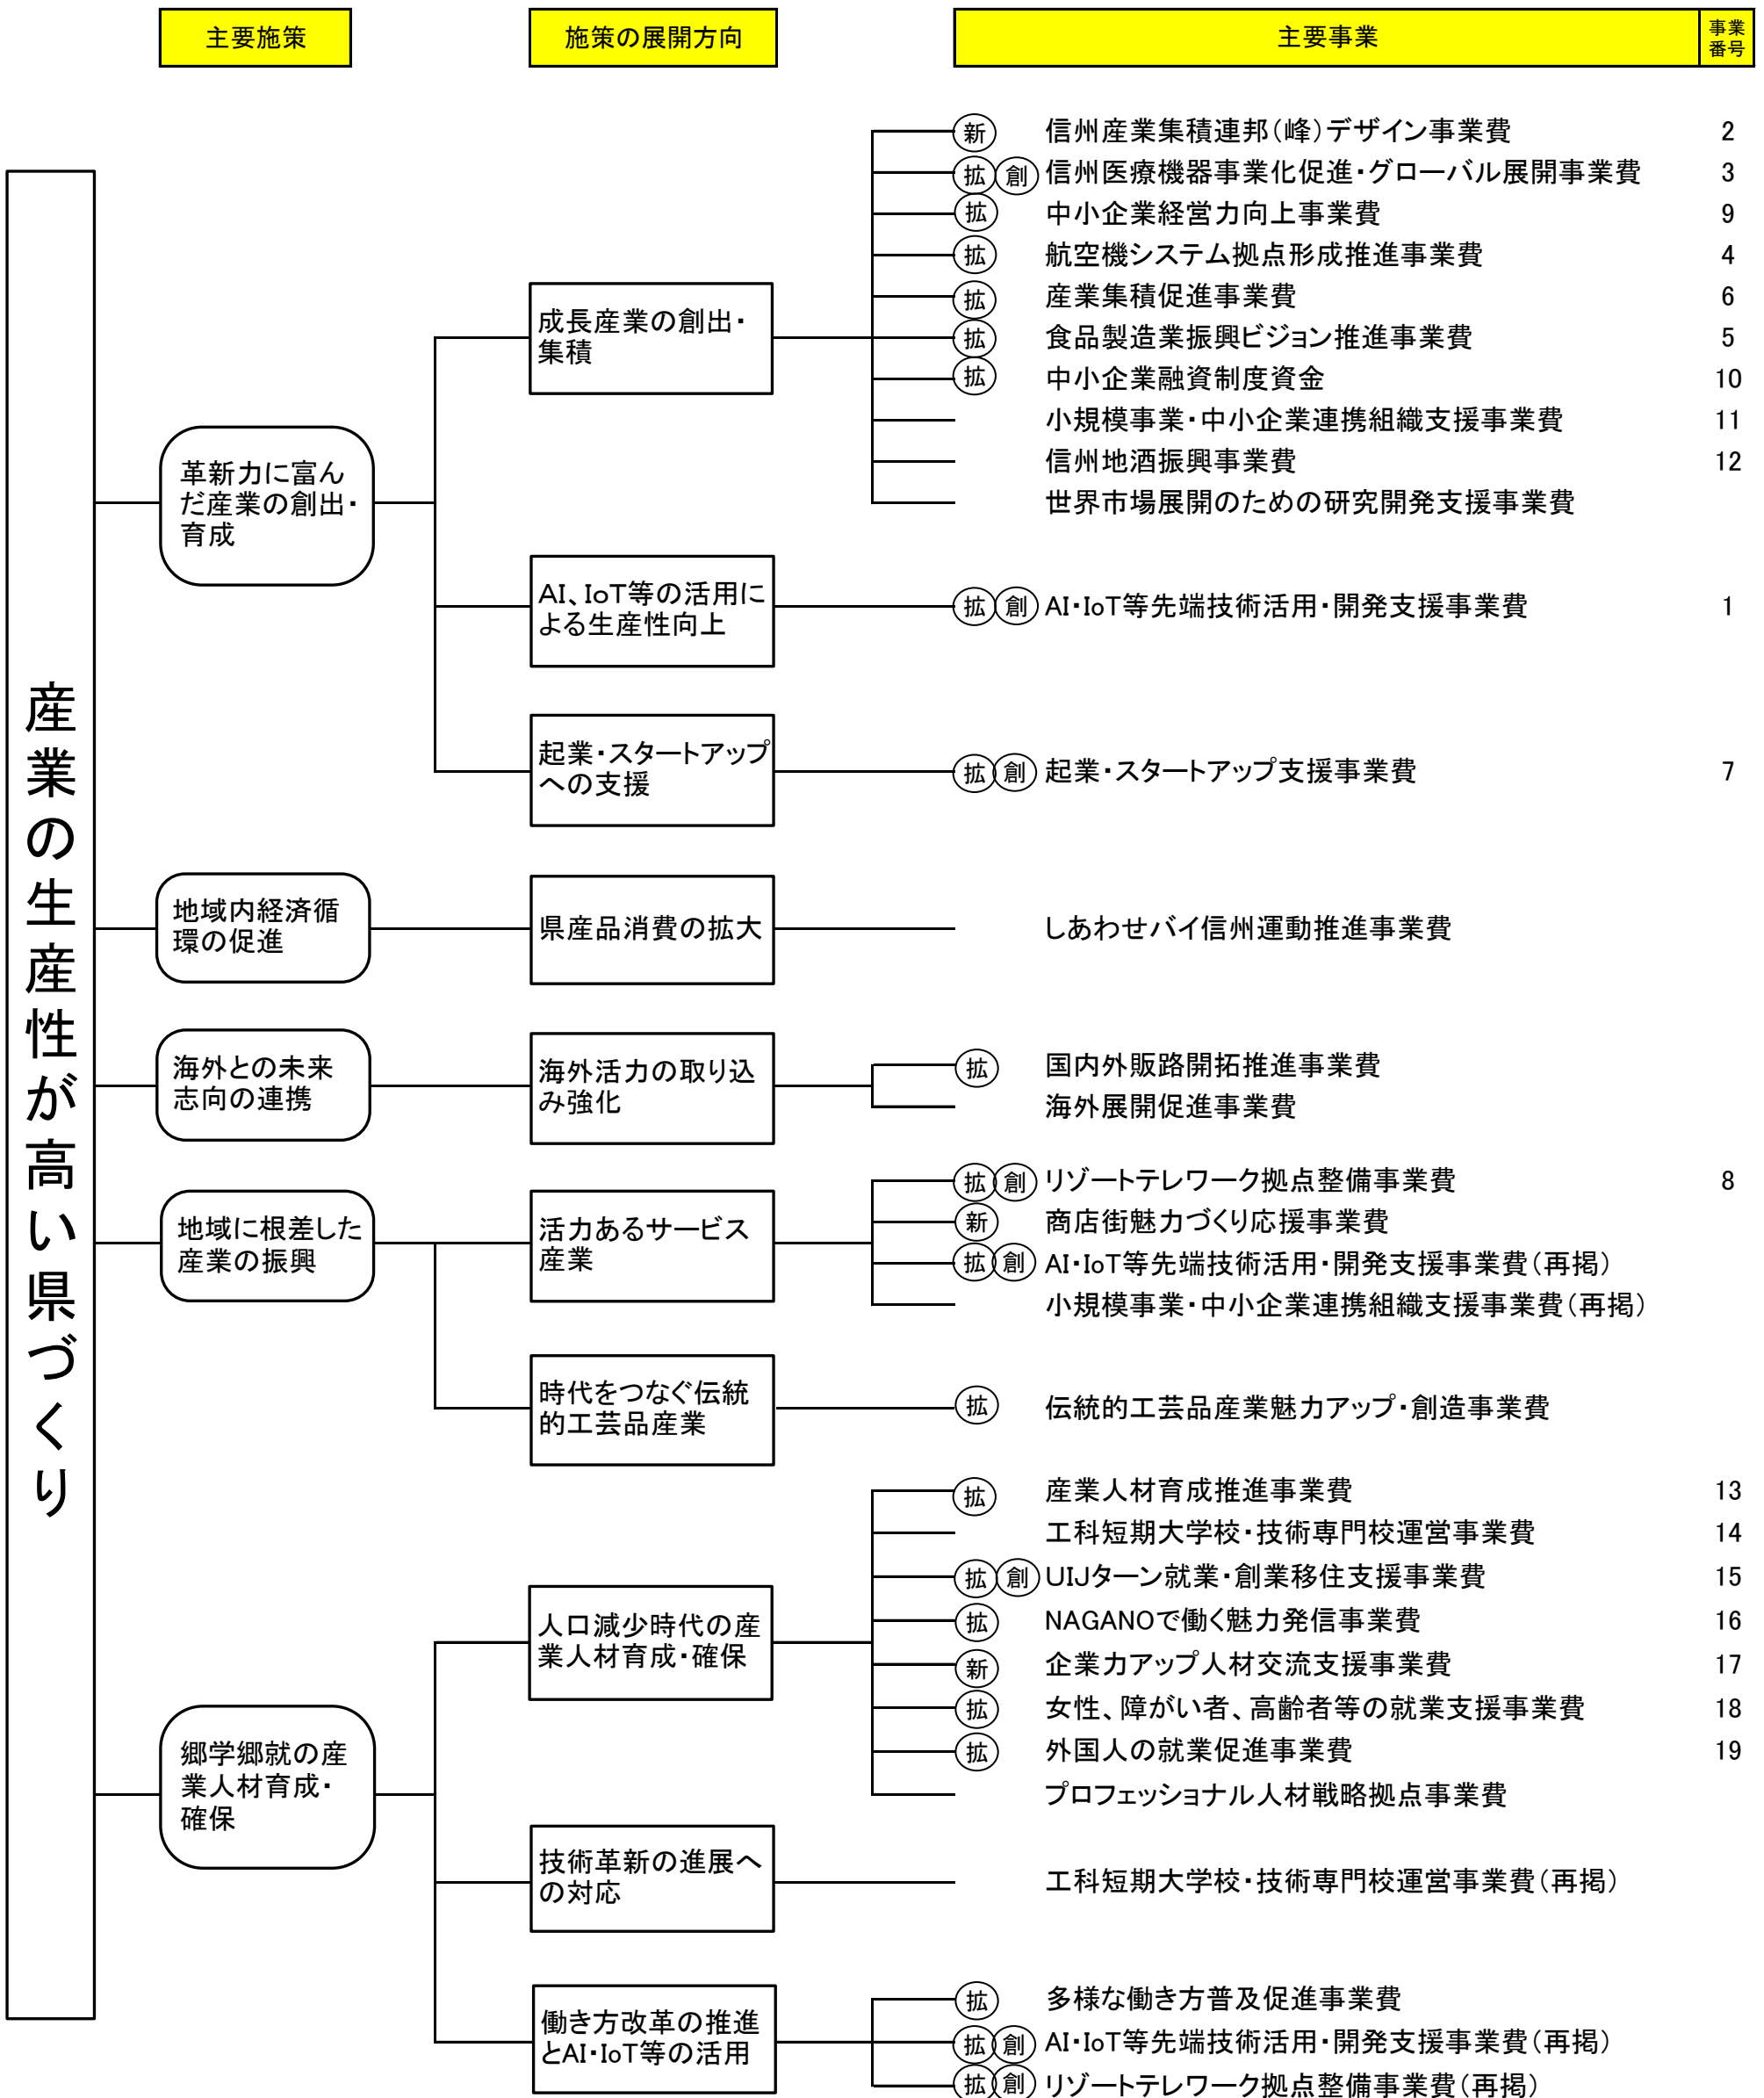 主要施策
施策の展開方向
主要事業
事業
番号
産業の生産性が高い県づくり
革新力に富ん
だ産業の創出・
育成
成長産業の創出・
集積
新 信州産業集積連邦(峰)デザイン事業費 2
拡 創 信州医療機器事業化促進・グローバル展開事業費 3
拡 中小企業経営力向上事業費 9
拡 航空機システム拠点形成推進事業費 4
拡 産業集積促進事業費 6
拡 食品製造業振興ビジョン推進事業費 5
拡 中小企業融資制度資金 10
小規模事業・中小企業連携組織支援事業費 11
信州地酒振興事業費 12
世界市場展開のための研究開発支援事業費
AI、IoT等の活用に
よる生産性向上
拡 創 AI・IoT等先端技術活用・開発支援事業費 1
起業・スタートアップ
への支援
拡 創 起業・スタートアップ支援事業費 7
地域内経済循
環の促進
県産品消費の拡大
しあわせバイ信州運動推進事業費
海外との未来
志向の連携
海外活力の取り込
み強化
拡 国内外販路開拓推進事業費
海外展開促進事業費
地域に根差した
産業の振興
活力あるサービス
産業
拡 創 リゾートテレワーク拠点整備事業費 8
新 商店街魅力づくり応援事業費
拡 創 AI・IoT等先端技術活用・開発支援事業費(再掲)
小規模事業・中小企業連携組織支援事業費(再掲)
時代をつなぐ伝統
的工芸品産業
拡 伝統的工芸品産業魅力アップ・創造事業費
郷学郷就の産
業人材育成・
確保
人口減少時代の産
業人材育成・確保
拡 産業人材育成推進事業費 13
工科短期大学校・技術専門校運営事業費 14
拡 創 UIJターン就業・創業移住支援事業費 15
拡 NAGANOで働く魅力発信事業費 16
新 企業力アップ人材交流支援事業費 17
拡 女性、障がい者、高齢者等の就業支援事業費 18
拡 外国人の就業促進事業費 19
プロフェッショナル人材戦略拠点事業費
技術革新の進展へ
の対応
工科短期大学校・技術専門校運営事業費(再掲)
働き方改革の推進
とAI・IoT等の活用
拡 多様な働き方普及促進事業費
拡 創 AI・IoT等先端技術活用・開発支援事業費(再掲)
拡 創 リゾートテレワーク拠点整備事業費(再掲)